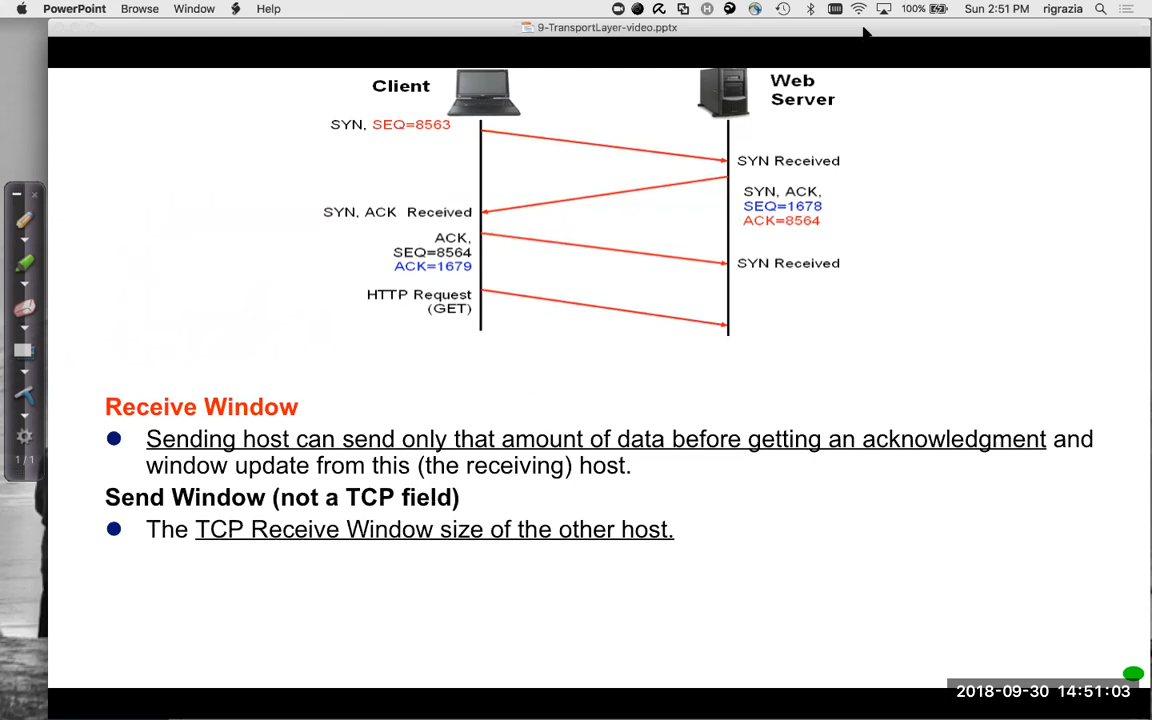 PowerPoint Browse Window Help 100% Sun 2:51 PM rigrazia
9-TransportLayer-video.pptx
Client
Web
Server
SYN, SEQ=8563
SYN Received
SYN, ACK,
SEQ=1678
ACK=8564
SYN, ACK Received
ACK,
SEQ=8564
ACK=1679
SYN Received
HTTP Request
(GET)
Receive Window
● Sending host can send only that amount of data before getting an acknowledgment and
window update from this (the receiving) host.
Send Window (not a TCP field)
● The TCP Receive Window size of the other host.
1/1
2018-09-30 14:51:03